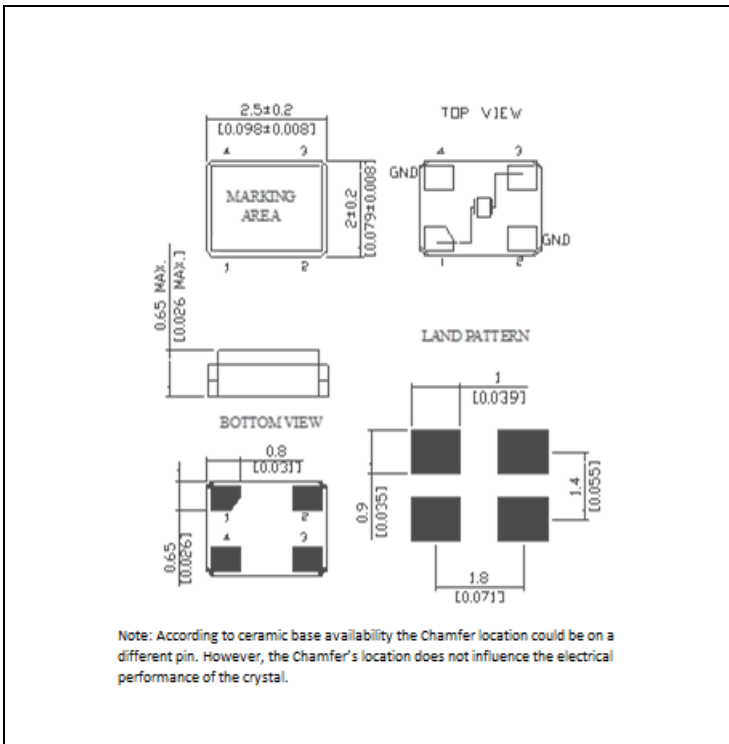 2.5±0.2
[0.098±0.008]
4 3
MARKING
AREA
1 2
2±0.2
[0.079±0.008]
TOP VIEW
4 3
GND
GND
1 2
0.65 MAX.
[0.026 MAX.]
LAND PATTERN
1
[0.039]
0.9
[0.035]
1.4
[0.055]
1.8
[0.071]
BOTTOM VIEW
0.8
[0.031]
1 2
4 3
0.65
[0.026]
Note: According to ceramic base availability the Chamfer location could be on a
different pin. However, the Chamfer's location does not influence the electrical
performance of the crystal.